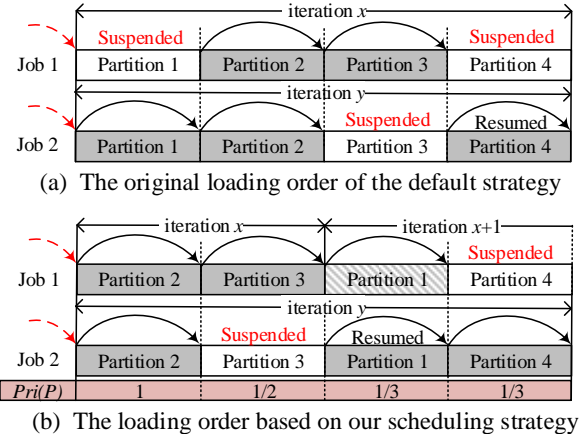 iteration x
Suspended Suspended
Job 1 Partition 1 Partition 2 Partition 3 Partition 4
iteration y
Suspended Resumed
Job 2 Partition 1 Partition 2 Partition 3 Partition 4
(a) The original loading order of the default strategy
iteration x iteration x+1
Suspended
Job 1 Partition 2 Partition 3 Partition 1 Partition 4
iteration y
Suspended Resumed
Job 2 Partition 2 Partition 3 Partition 1 Partition 4
Pri(P) 1 1/2 1/3 1/3
(b) The loading order based on our scheduling strategy